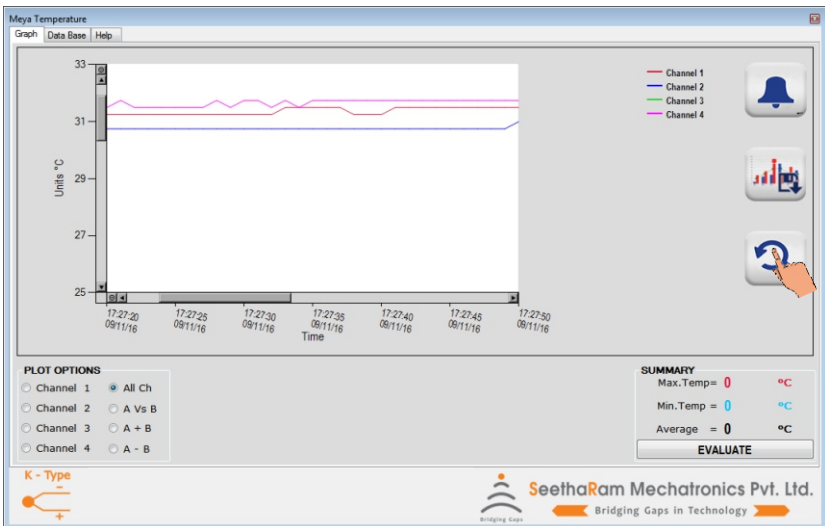 Meya Temperature
Graph Data Base Help
33
31
29
27
25
Units °C
17:27:20 17:27:25 17:27:30 17:27:35 17:27:40 17:27:45 17:27:50
09/11/16 09/11/16 09/11/16 09/11/16 09/11/16 09/11/16 09/11/16
Time
Channel 1
Channel 2
Channel 3
Channel 4
PLOT OPTIONS
Channel 1 All Ch
Channel 2 A Vs B
Channel 3 A + B
Channel 4 A - B
SUMMARY
Max.Temp= 0 °C
Min.Temp = 0 °C
Average = 0 °C
EVALUATE
K - Type
Bridging Gaps
SeethaRam Mechatronics Pvt. Ltd.
Bridging Gaps in Technology